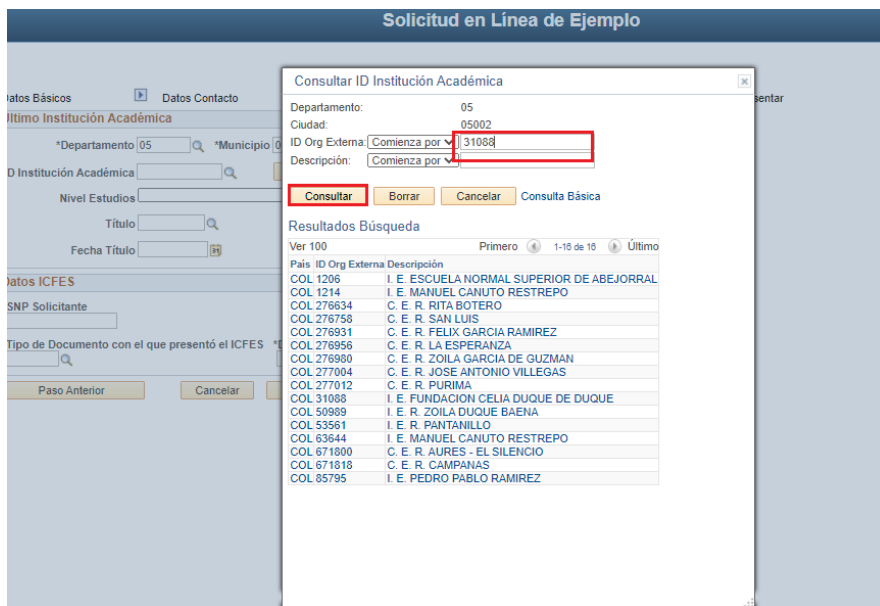 Solicitud en Línea de Ejemplo
Datos Básicos
Datos Contacto
sentar
Último Institución Académica
*Departamento 05
*Municipio 0
ID Institución Académica
Nivel Estudios
Título
Fecha Título
Datos ICFES
SNP Solicitante
Tipo de Documento con el que presentó el ICFES
Paso Anterior
Cancelar
Consultar ID Institución Académica
Departamento: 05
Ciudad: 05002
ID Org Externa: Comienza por 31088
Descripción: Comienza por
Consultar Borrar Cancelar Consulta Básica
Resultados Búsqueda
Ver 100 Primero 1-16 de 16 Último
País ID Org Externa Descripción
COL 1206 I. E. ESCUELA NORMAL SUPERIOR DE ABEJORRAL
COL 1214 I. E. MANUEL CANUTO RESTREPO
COL 276634 C. E. R. RITA BOTERO
COL 276758 C. E. R. SAN LUIS
COL 276931 C. E. R. FELIX GARCIA RAMIREZ
COL 276956 C. E. R. LA ESPERANZA
COL 276980 C. E. R. ZOILA GARCIA DE GUZMAN
COL 277004 C. E. R. JOSE ANTONIO VILLEGAS
COL 277012 C. E. R. PURIMA
COL 31088 I. E. FUNDACION CELIA DUQUE DE DUQUE
COL 50989 I. E. R. ZOILA DUQUE BAENA
COL 53561 I. E. R. PANTANILLO
COL 63644 I. E. MANUEL CANUTO RESTREPO
COL 671800 C. E. R. AURES - EL SILENCIO
COL 671818 C. E. R. CAMPANAS
COL 85795 I. E. PEDRO PABLO RAMIREZ